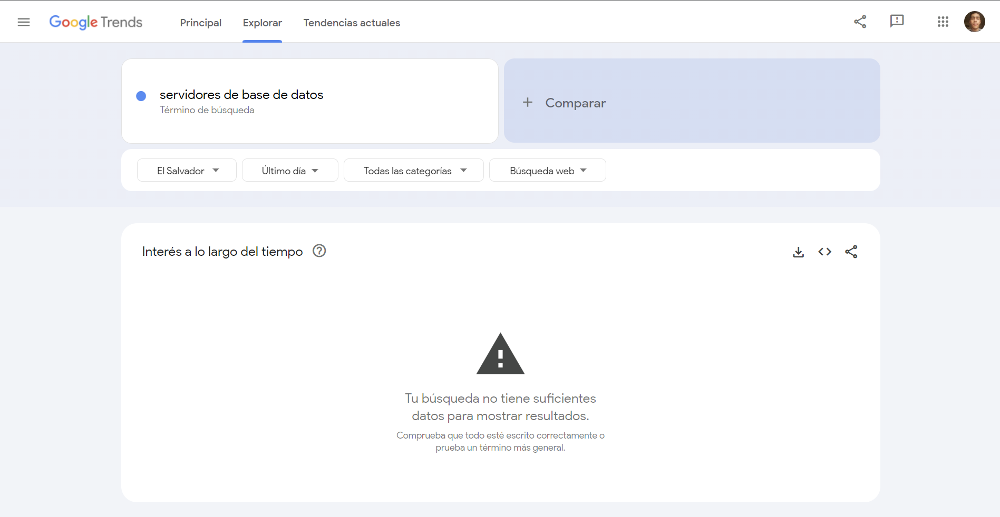 Google Trends
Principal
Explorar
Tendencias actuales
servidores de base de datos
Término de búsqueda
+ Comparar
El Salvador
Último día
Todas las categorías
Búsqueda web
Interés a lo largo del tiempo
Tu búsqueda no tiene suficientes
datos para mostrar resultados.
Comprueba que todo esté escrito correctamente o
prueba un término más general.